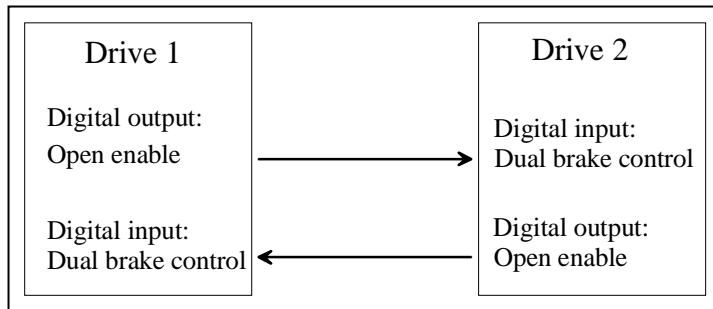 Drive 1
Digital output:
Open enable
Digital input:
Dual brake control
Drive 2
Digital input:
Dual brake control
Digital output:
Open enable